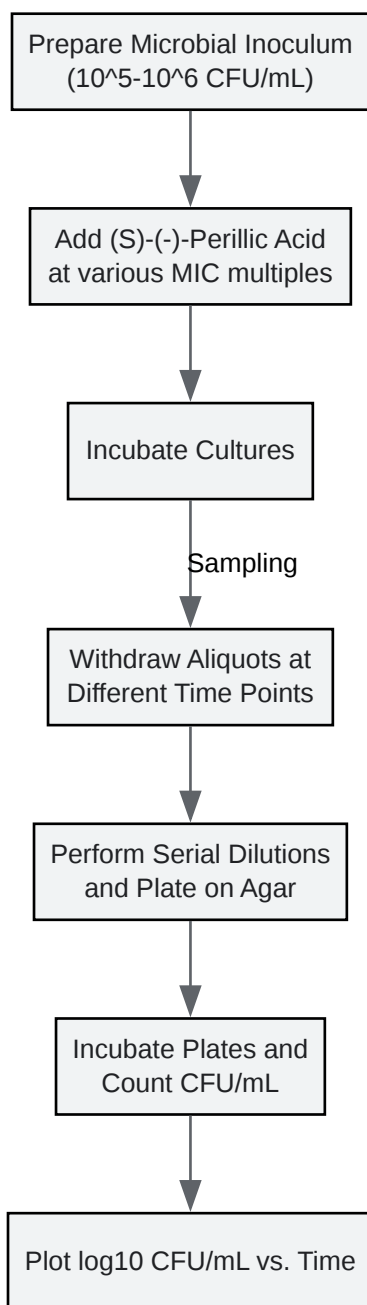 Prepare Microbial Inoculum
(10^5-10^6 CFU/mL)
Add (S)-(-)-Perillic Acid
at various MIC multiples
Incubate Cultures
Sampling
Withdraw Aliquots at
Different Time Points
Perform Serial Dilutions
and Plate on Agar
Incubate Plates and
Count CFU/mL
Plot log10 CFU/mL vs. Time